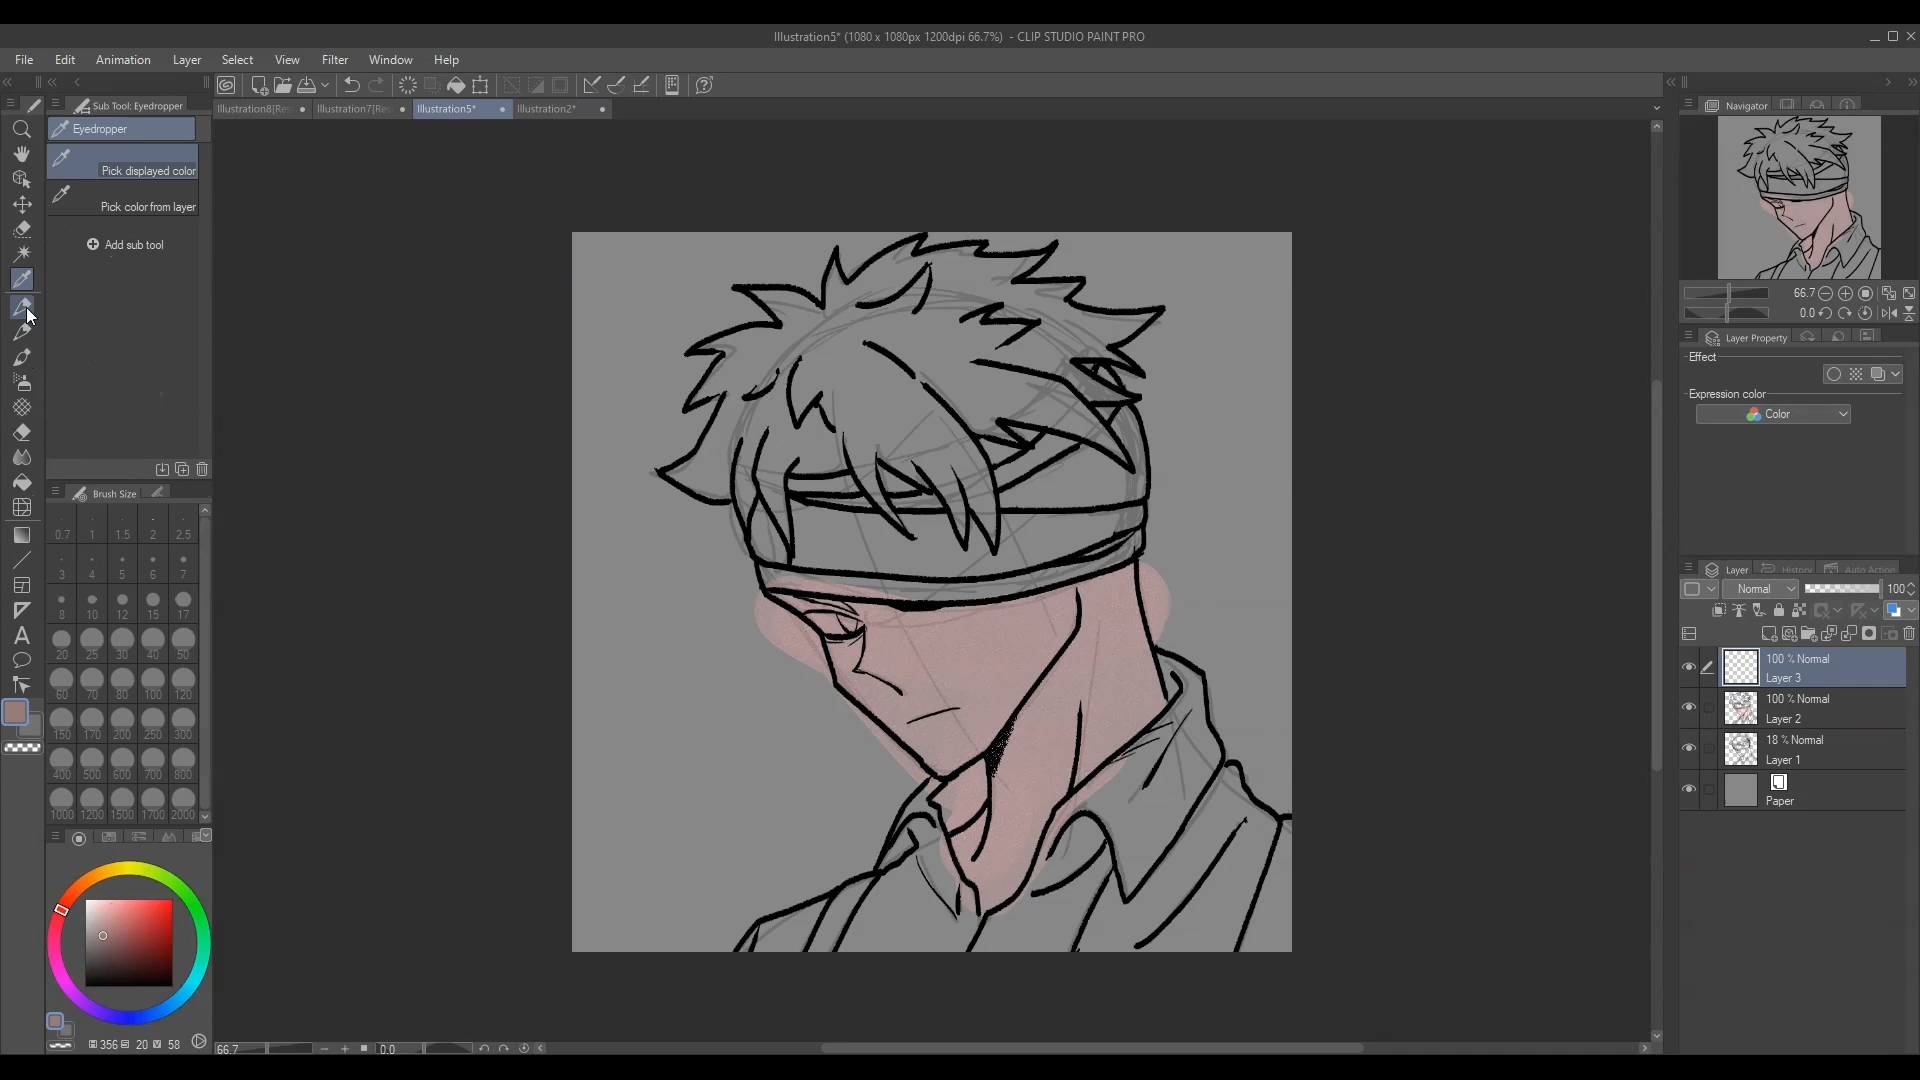 Illustration5* (1080 x 1080px 1200dpi 66.7%)  - CLIP STUDIO PAINT PRO
File Edit Animation Layer Select View Filter Window Help
Sub Tool: Eyedropper
Illustration8[Res Illustration7[Res Illustration5* Illustration2*
Navigator
Eyedropper
Pick displayed color
Pick color from layer
Add sub tool
66.7
0.0
Layer Property
Effect
Expression color
Color
Brush Size
0.7 1 1.5 2 2.5
3 4 5 6 7
8 10 12 15 17
20 25 30 40 50
60 70 80 100 120
150 170 200 250 300
400 500 600 700 800
1000 1200 1500 1700 2000
A
Layer History Auto Action
Normal 100
100 % Normal
Layer 3
100 % Normal
Layer 2
18 % Normal
Layer 1
Paper
H 356 S 20 V 58
66.7 0.0